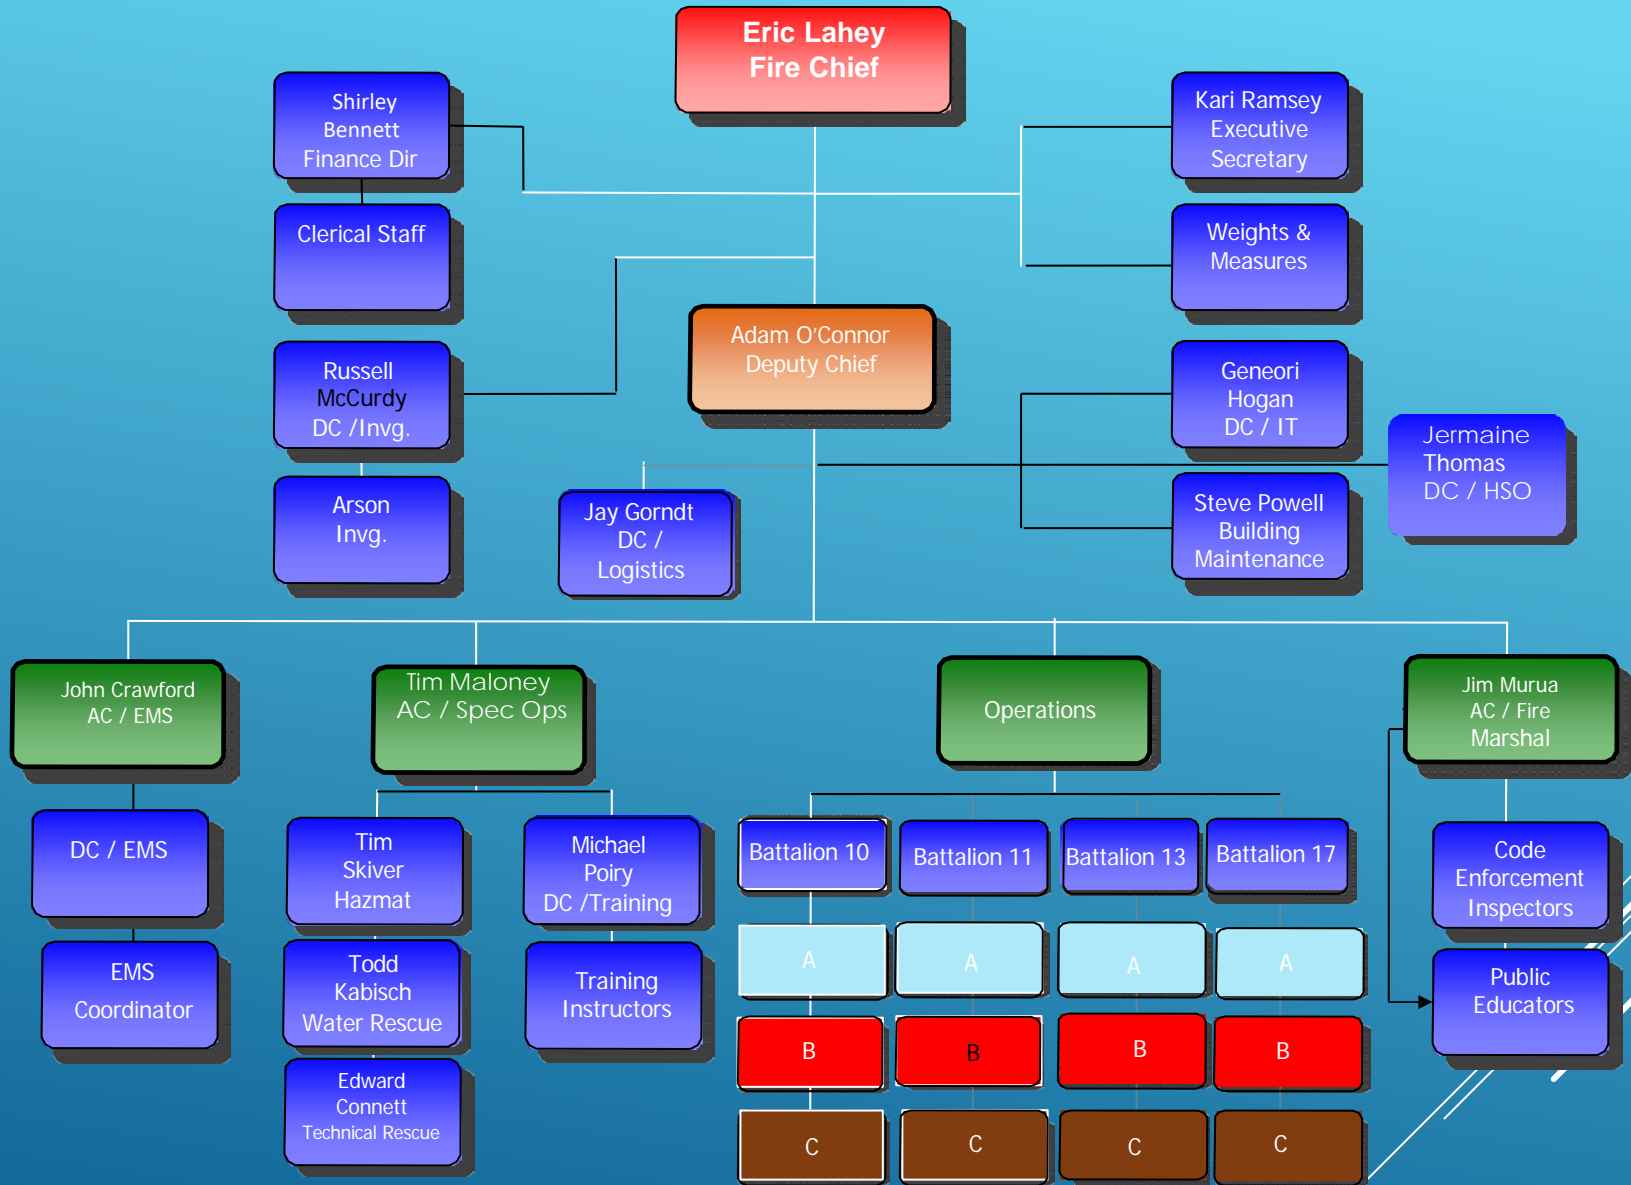 Eric Lahey
Fire Chief
Shirley
Bennett
Finance Dir
Kari Ramsey
Executive
Secretary
Clerical Staff
Weights &
Measures
Adam O'Connor
Deputy Chief
Russell
McCurdy
DC /Invg.
Geneori
Hogan
DC / IT
Jermaine
Thomas
DC / HSO
Arson
Invg.
Jay Gorndt
DC /
Logistics
Steve Powell
Building
Maintenance
John Crawford
AC / EMS
Tim Maloney
AC / Spec Ops
Operations
Jim Murua
AC / Fire
Marshal
DC / EMS
Tim
Skiver
Hazmat
Michael
Poiry
DC /Training
Battalion 10
Battalion 11
Battalion 13
Battalion 17
Code
Enforcement
Inspectors
EMS
Coordinator
Todd
Kabisch
Water Rescue
Training
Instructors
A
A
A
A
Public
Educators
B
B
B
B
Edward
Connett
Technical Rescue
C
C
C
C